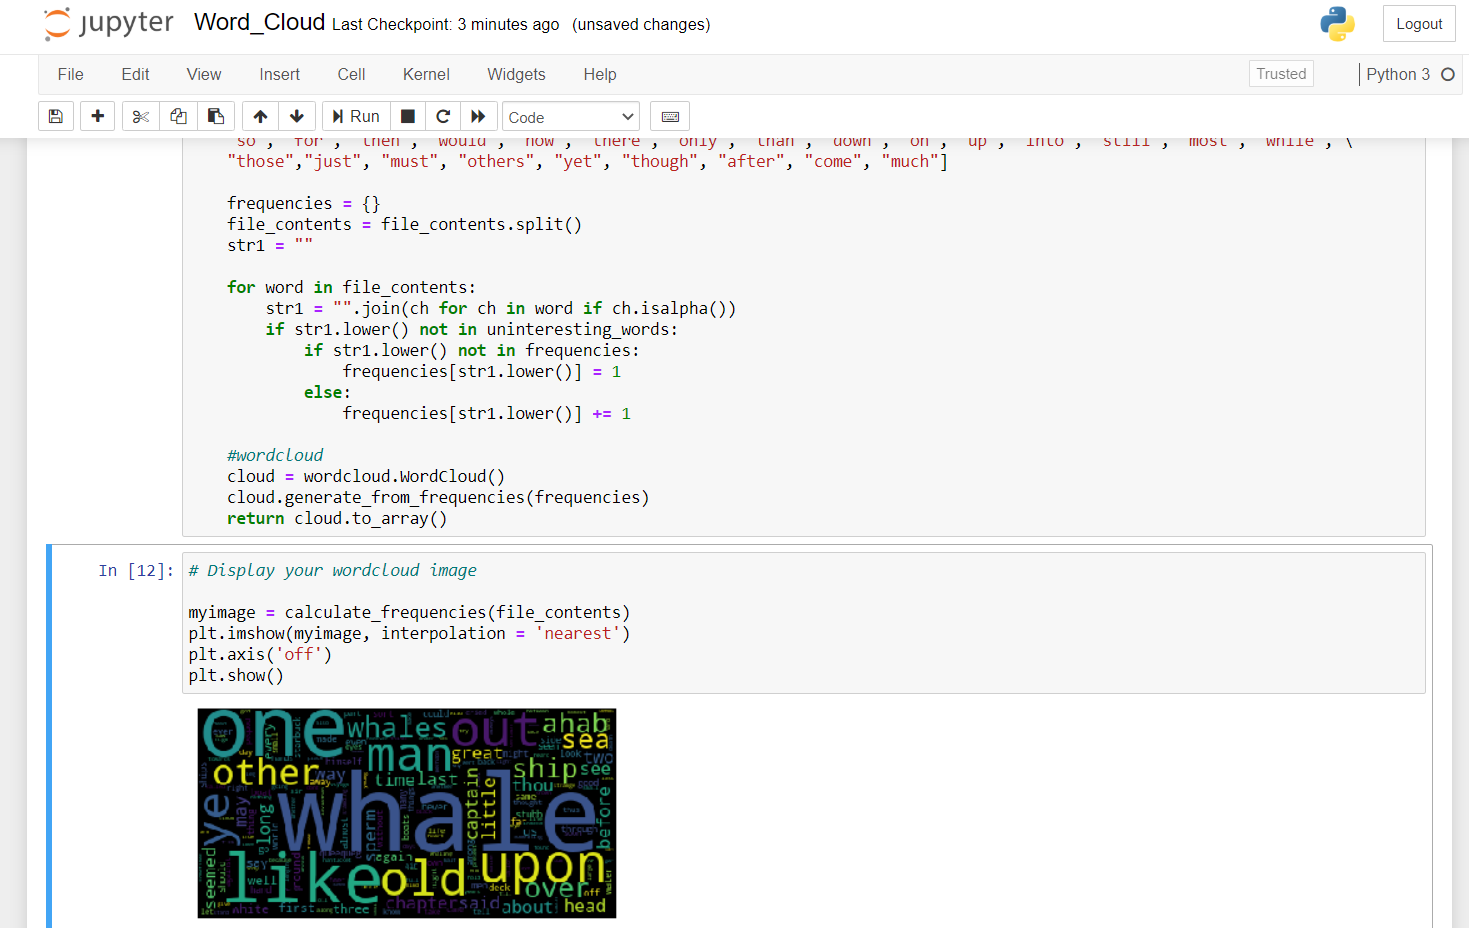 jupyter Word_Cloud Last Checkpoint: 3 minutes ago (unsaved changes)
Logout
File Edit View Insert Cell Kernel Widgets Help
Trusted
Python 3
Run
Code
"so", "for", "then", "would", "now", "there", "only", "than", "down", "on", "up", "into", "still", "most", "while", \
"those","just", "must", "others", "yet", "though", "after", "come", "much"]
frequencies = {}
file_contents = file_contents.split()
str1 = ""
for word in file_contents:
str1 = "".join(ch for ch in word if ch.isalpha())
if str1.lower() not in uninteresting_words:
if str1.lower() not in frequencies:
frequencies[str1.lower()] = 1
else:
frequencies[str1.lower()] += 1
#wordcloud
cloud = wordcloud.WordCloud()
cloud.generate_from_frequencies(frequencies)
return cloud.to_array()
In [12]:
# Display your wordcloud image
myimage = calculate_frequencies(file_contents)
plt.imshow(myimage, interpolation = 'nearest')
plt.axis('off')
plt.show()
one whales out ahab
man great sea
other way time last ship see two
thou
whale
ye may long sperm captain little before
like old upon
seemed again well over off
deck
white first three chapter said about head